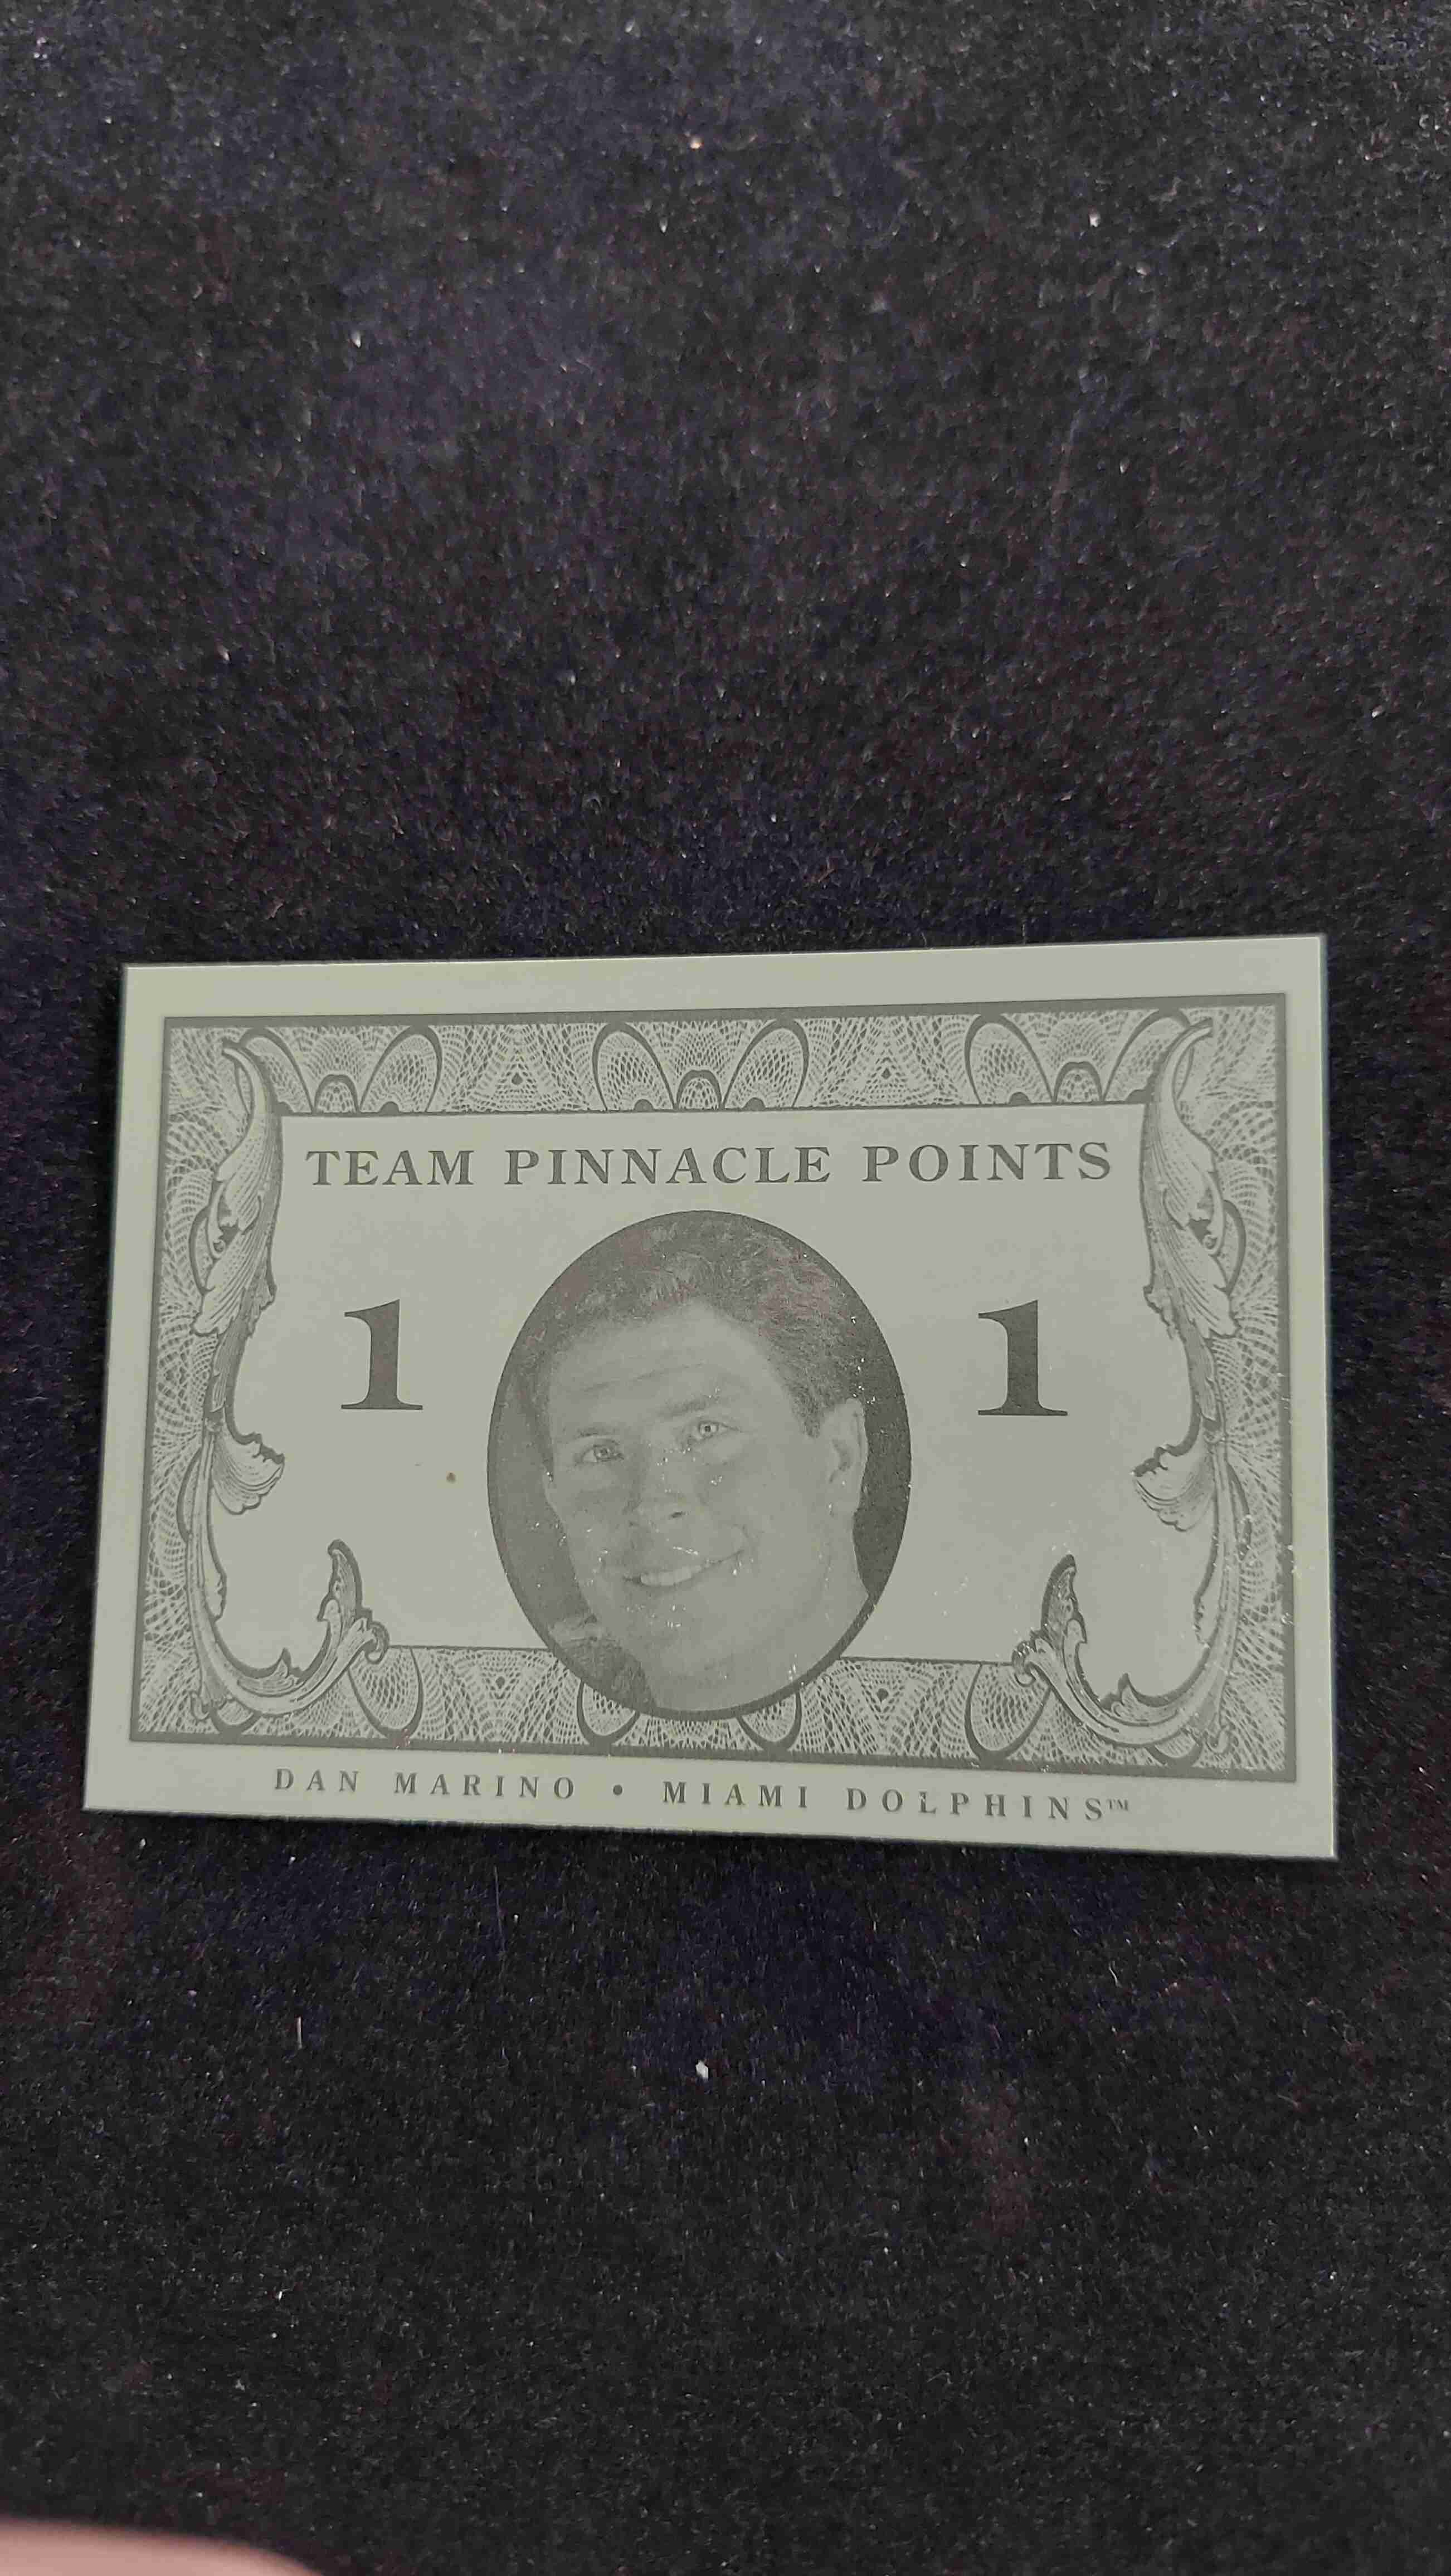 TEAM PINNACLE POINTS
1 1
DAN MARINO • MIAMI DOLPHINS™